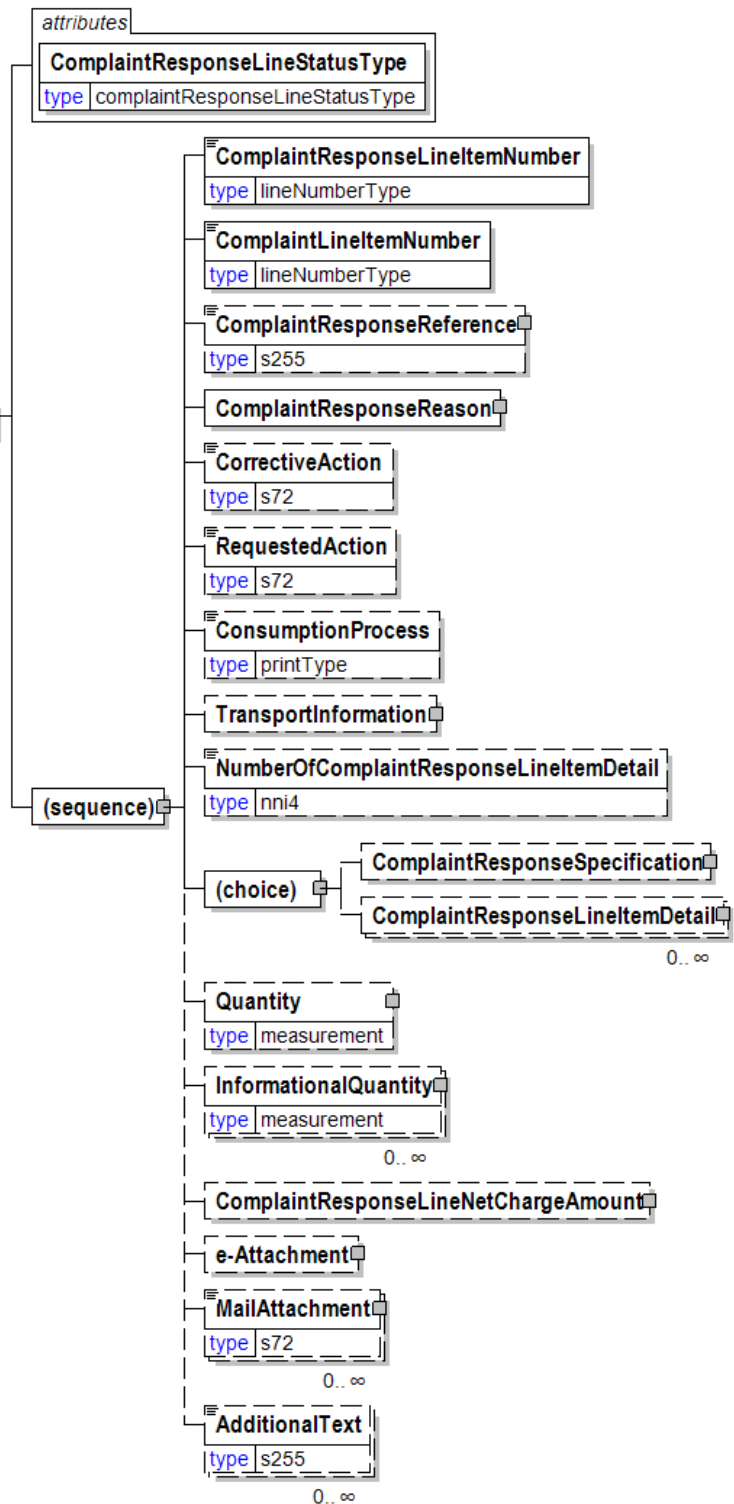 attributes
ComplaintResponseLineStatusType
type complaintResponseLineStatusType
ComplaintResponseLineItemNumber
type lineNumberType
ComplaintLineItemNumber
type lineNumberType
ComplaintResponseReference
type s255
ComplaintResponseReason
CorrectiveAction
type s72
RequestedAction
type s72
ConsumptionProcess
type printType
TransportInformation
NumberOfComplaintResponseLineItemDetail
type nni4
(sequence)
(choice)
ComplaintResponseSpecification
ComplaintResponseLineItemDetail
0.. ∞
Quantity
type measurement
InformationalQuantity
type measurement
0.. ∞
ComplaintResponseLineNetChargeAmount
e-Attachment
MailAttachment
type s72
0.. ∞
AdditionalText
type s255
0.. ∞